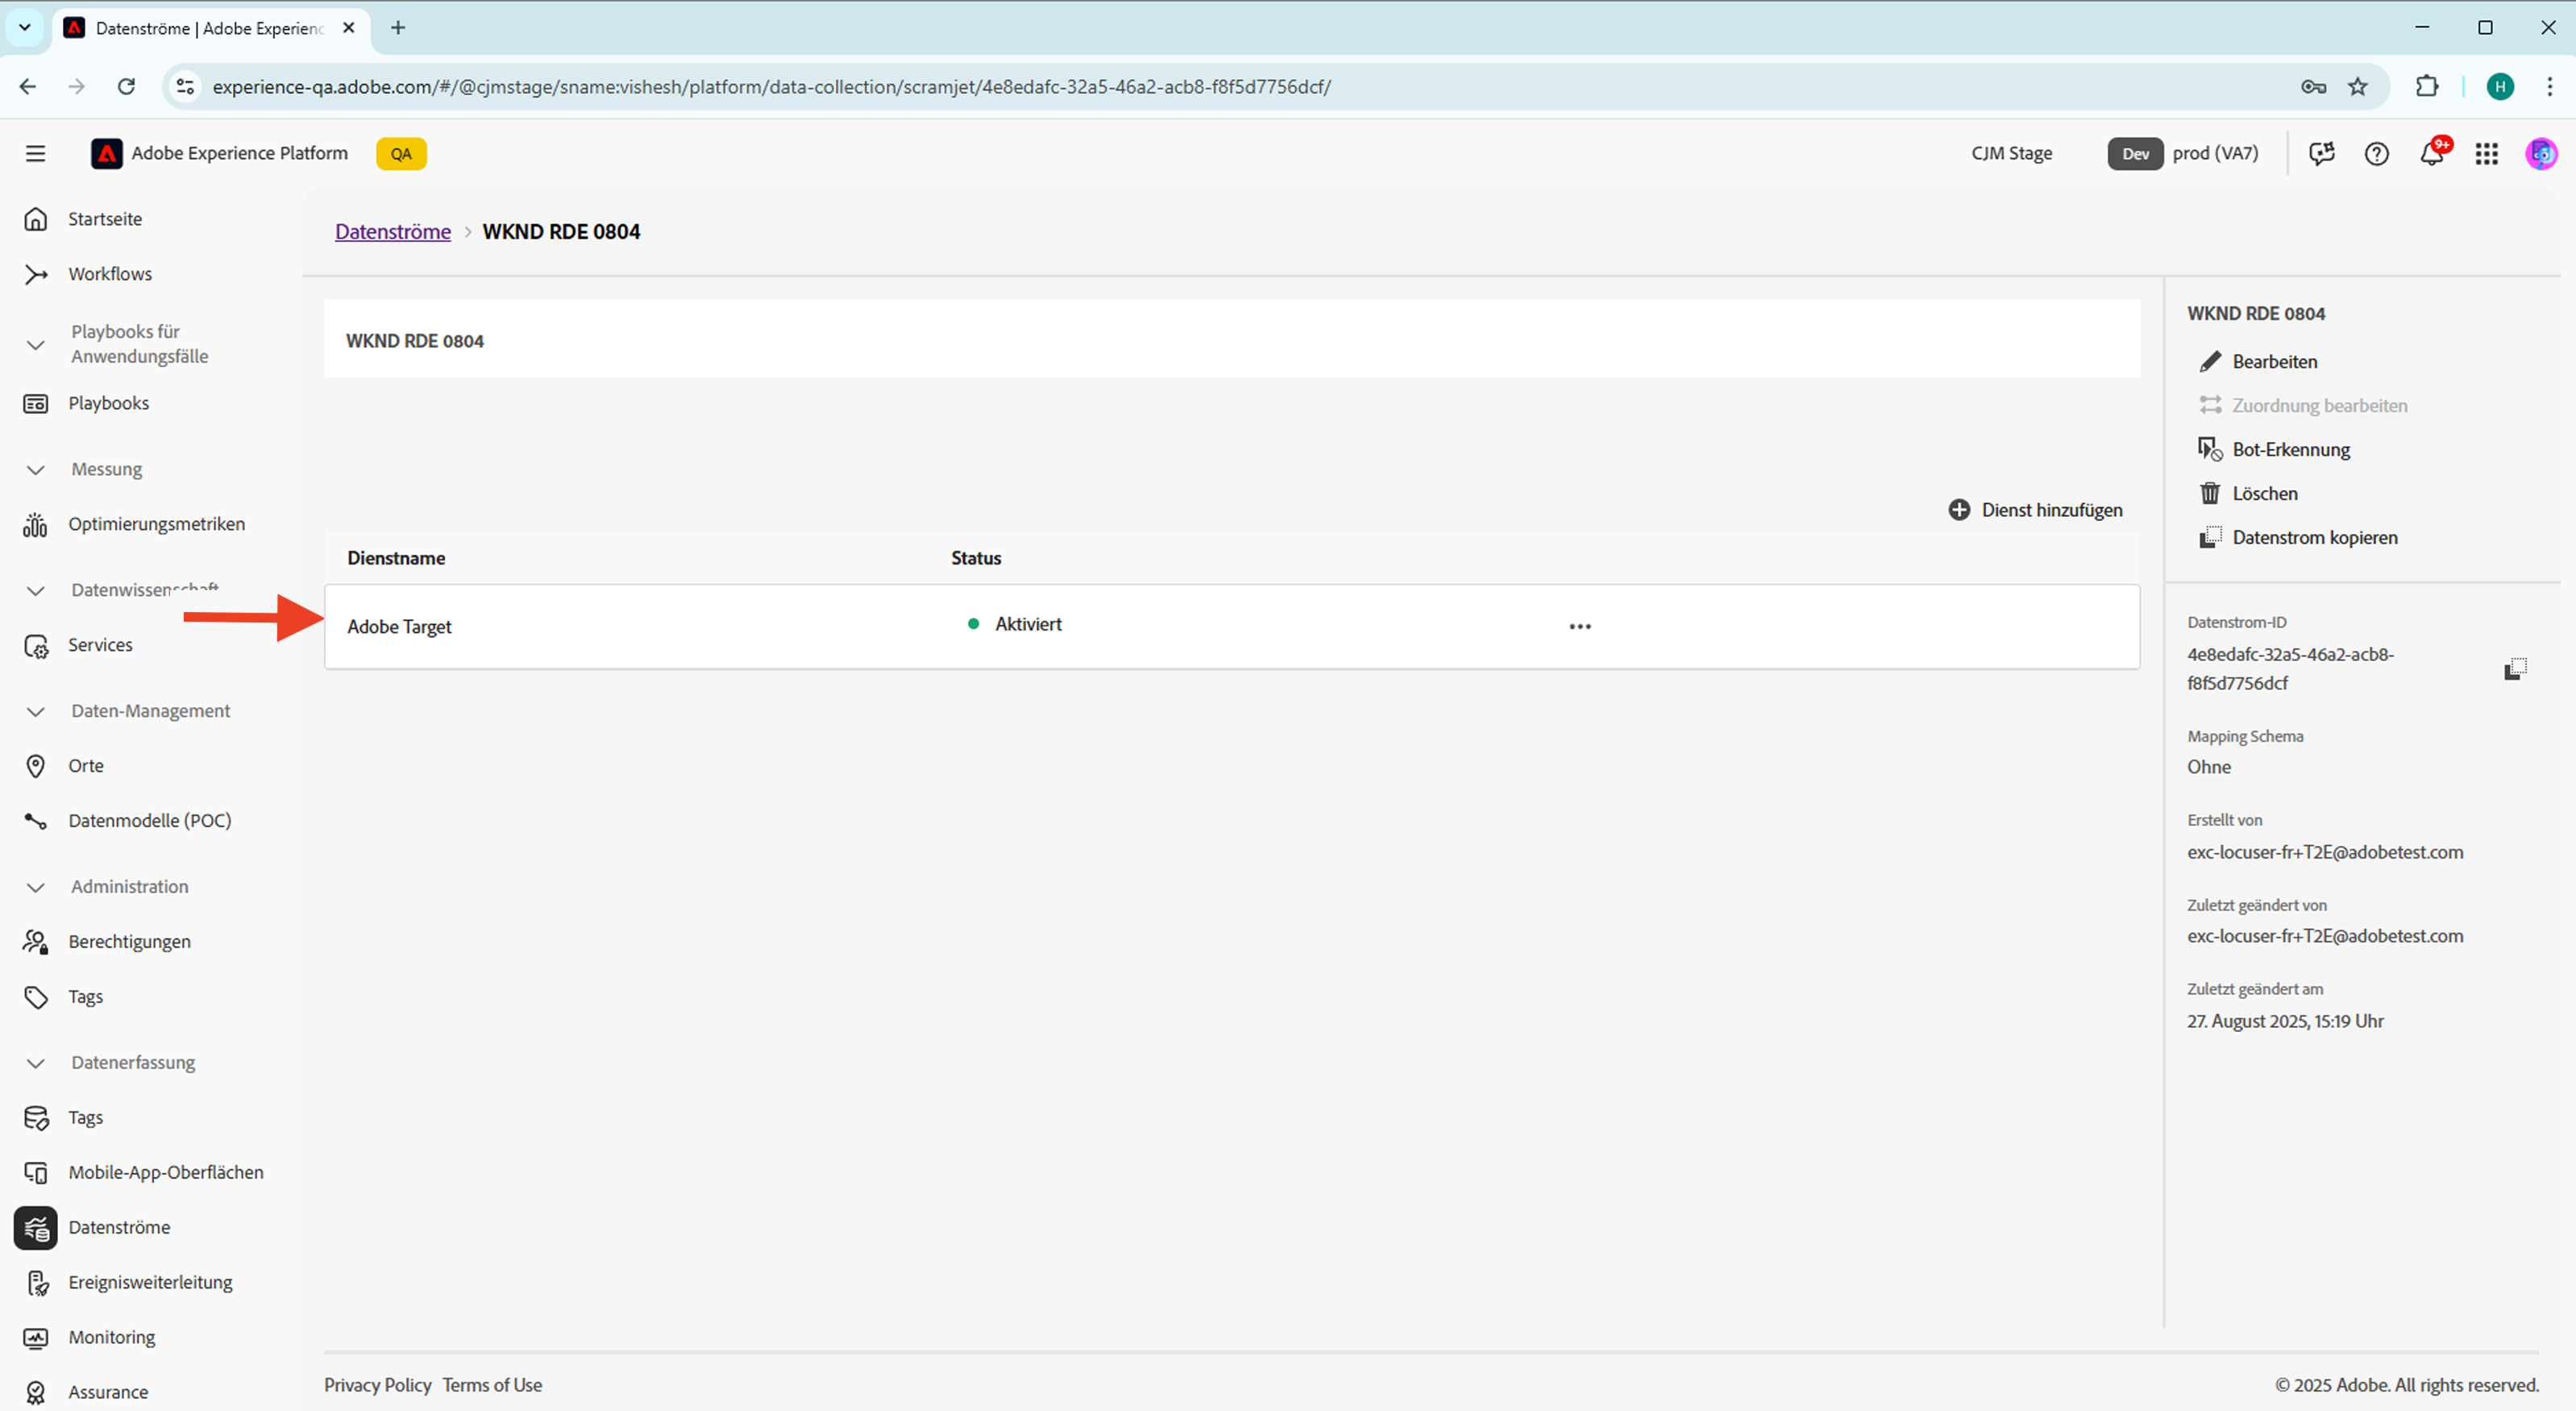 Datenströme | Adobe Experienc
experience-qa.adobe.com/#/@cjmstage/sname:vishesh/platform/data-collection/scramjet/4e8edafc-32a5-46a2-acb8-f8f5d7756dcf/
H
Adobe Experience Platform
QA
CJM Stage
Dev
prod (VA7)
9+
Startseite
Workflows
Playbooks für
Anwendungsfälle
Playbooks
Messung
Optimierungsmetriken
Datenwissenschaft
Services
Daten-Management
Orte
Datenmodelle (POC)
Administration
Berechtigungen
Tags
Datenerfassung
Tags
Mobile-App-Oberflächen
Datenströme
Ereignisweiterleitung
Monitoring
Assurance
Datenströme > WKND RDE 0804
WKND RDE 0804
Dienst hinzufügen
Dienstname Status
Adobe Target Aktiviert
WKND RDE 0804
Bearbeiten
Zuordnung bearbeiten
Bot-Erkennung
Löschen
Datenstrom kopieren
Datenstrom-ID
4e8edafc-32a5-46a2-acb8-
f8f5d7756dcf
Mapping Schema
Ohne
Erstellt von
exc-locuser-fr+T2E@adobetest.com
Zuletzt geändert von
exc-locuser-fr+T2E@adobetest.com
Zuletzt geändert am
27. August 2025, 15:19 Uhr
Privacy Policy Terms of Use
© 2025 Adobe. All rights reserved.